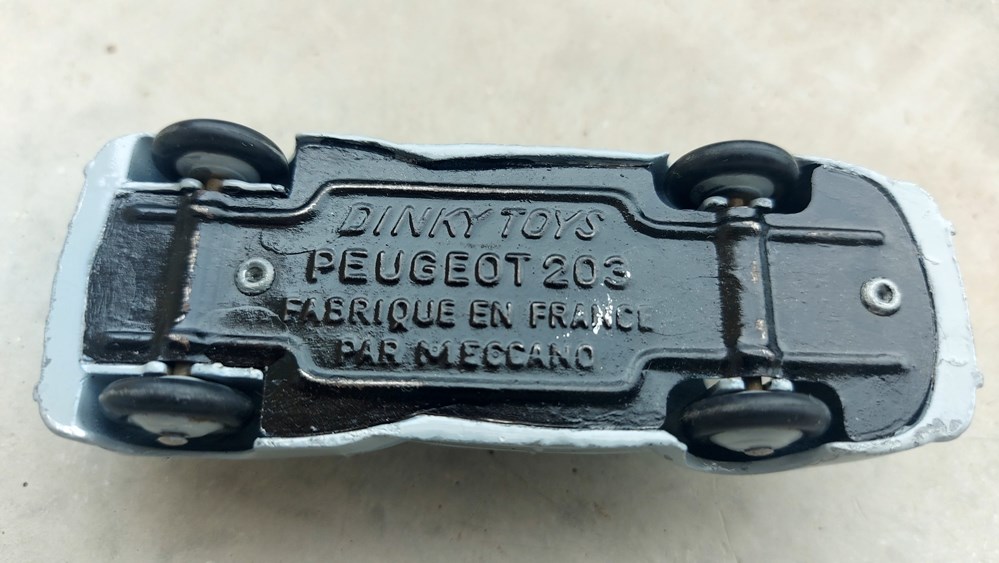 DINKY TOYS
PEUGEOT 203
FABRIQUE EN FRANCE
PAR MECCANO